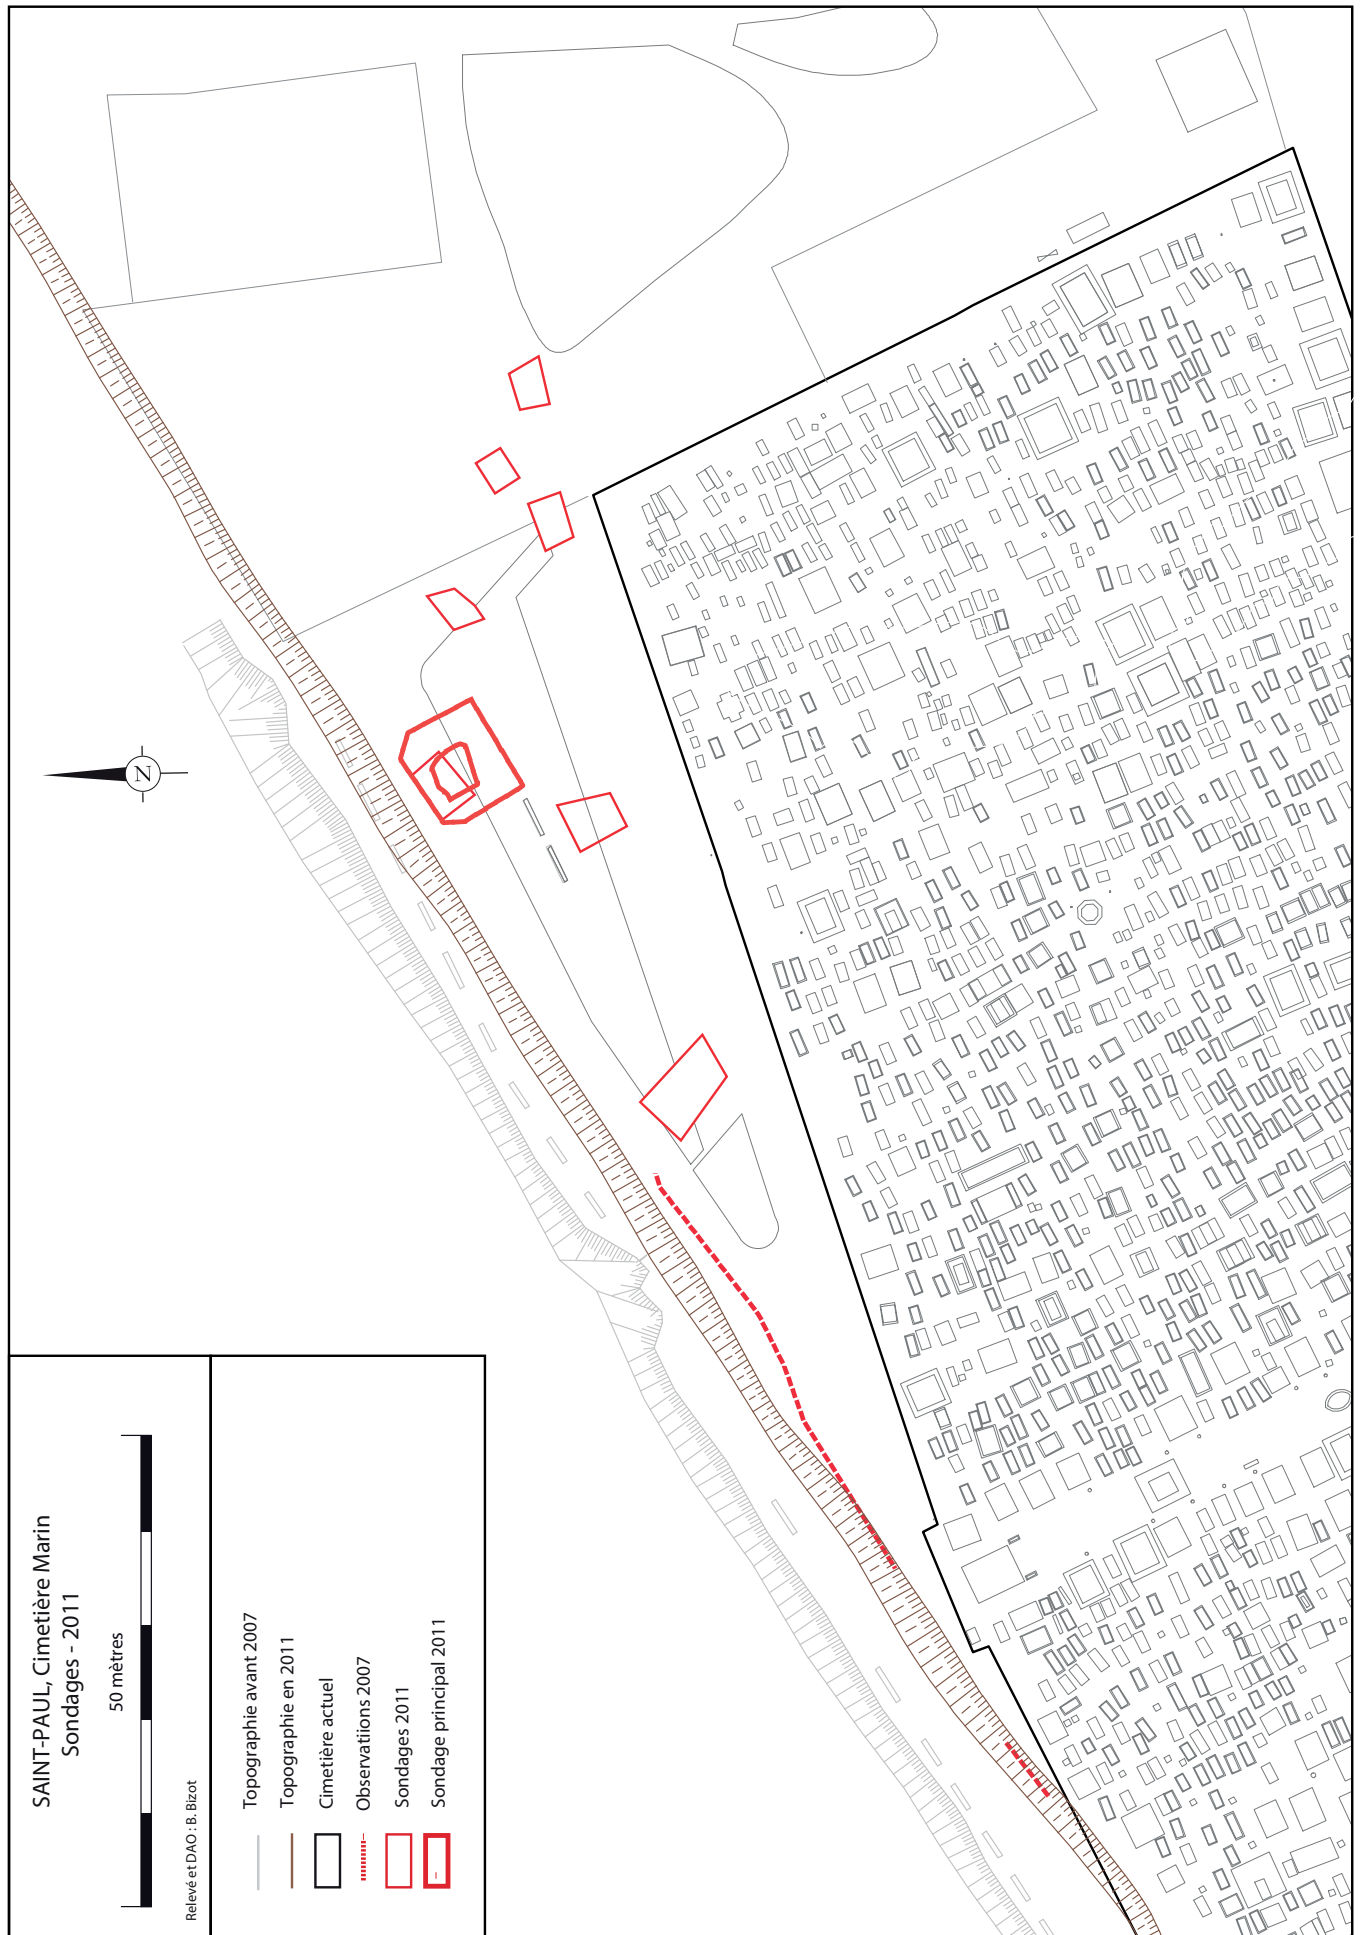 SAINT-PAUL, Cimetière Marin
Sondages - 2011
50 mètres
Relevé et DAO : B. Bizot
Topographie avant 2007
Topographie en 2011
Cimetière actuel
Observations 2007
Sondages 2011
Sondage principal 2011
N